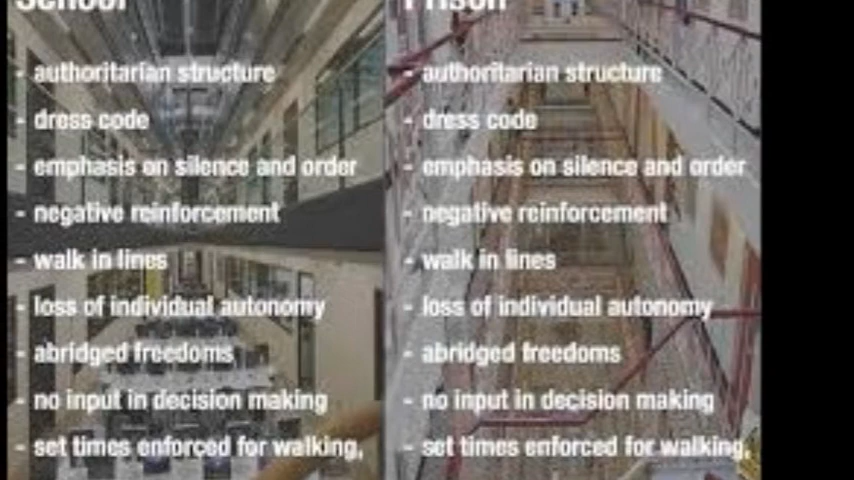 School
- authoritarian structure
- dress code
- emphasis on silence and order
- negative reinforcement
- walk in lines
- loss of individual autonomy
- abridged freedoms
- no input in decision making
- set times enforced for walking,
Prison
- authoritarian structure
- dress code
- emphasis on silence and order
- negative reinforcement
- walk in lines
- loss of individual autonomy
- abridged freedoms
- no input in decision making
- set times enforced for walking,